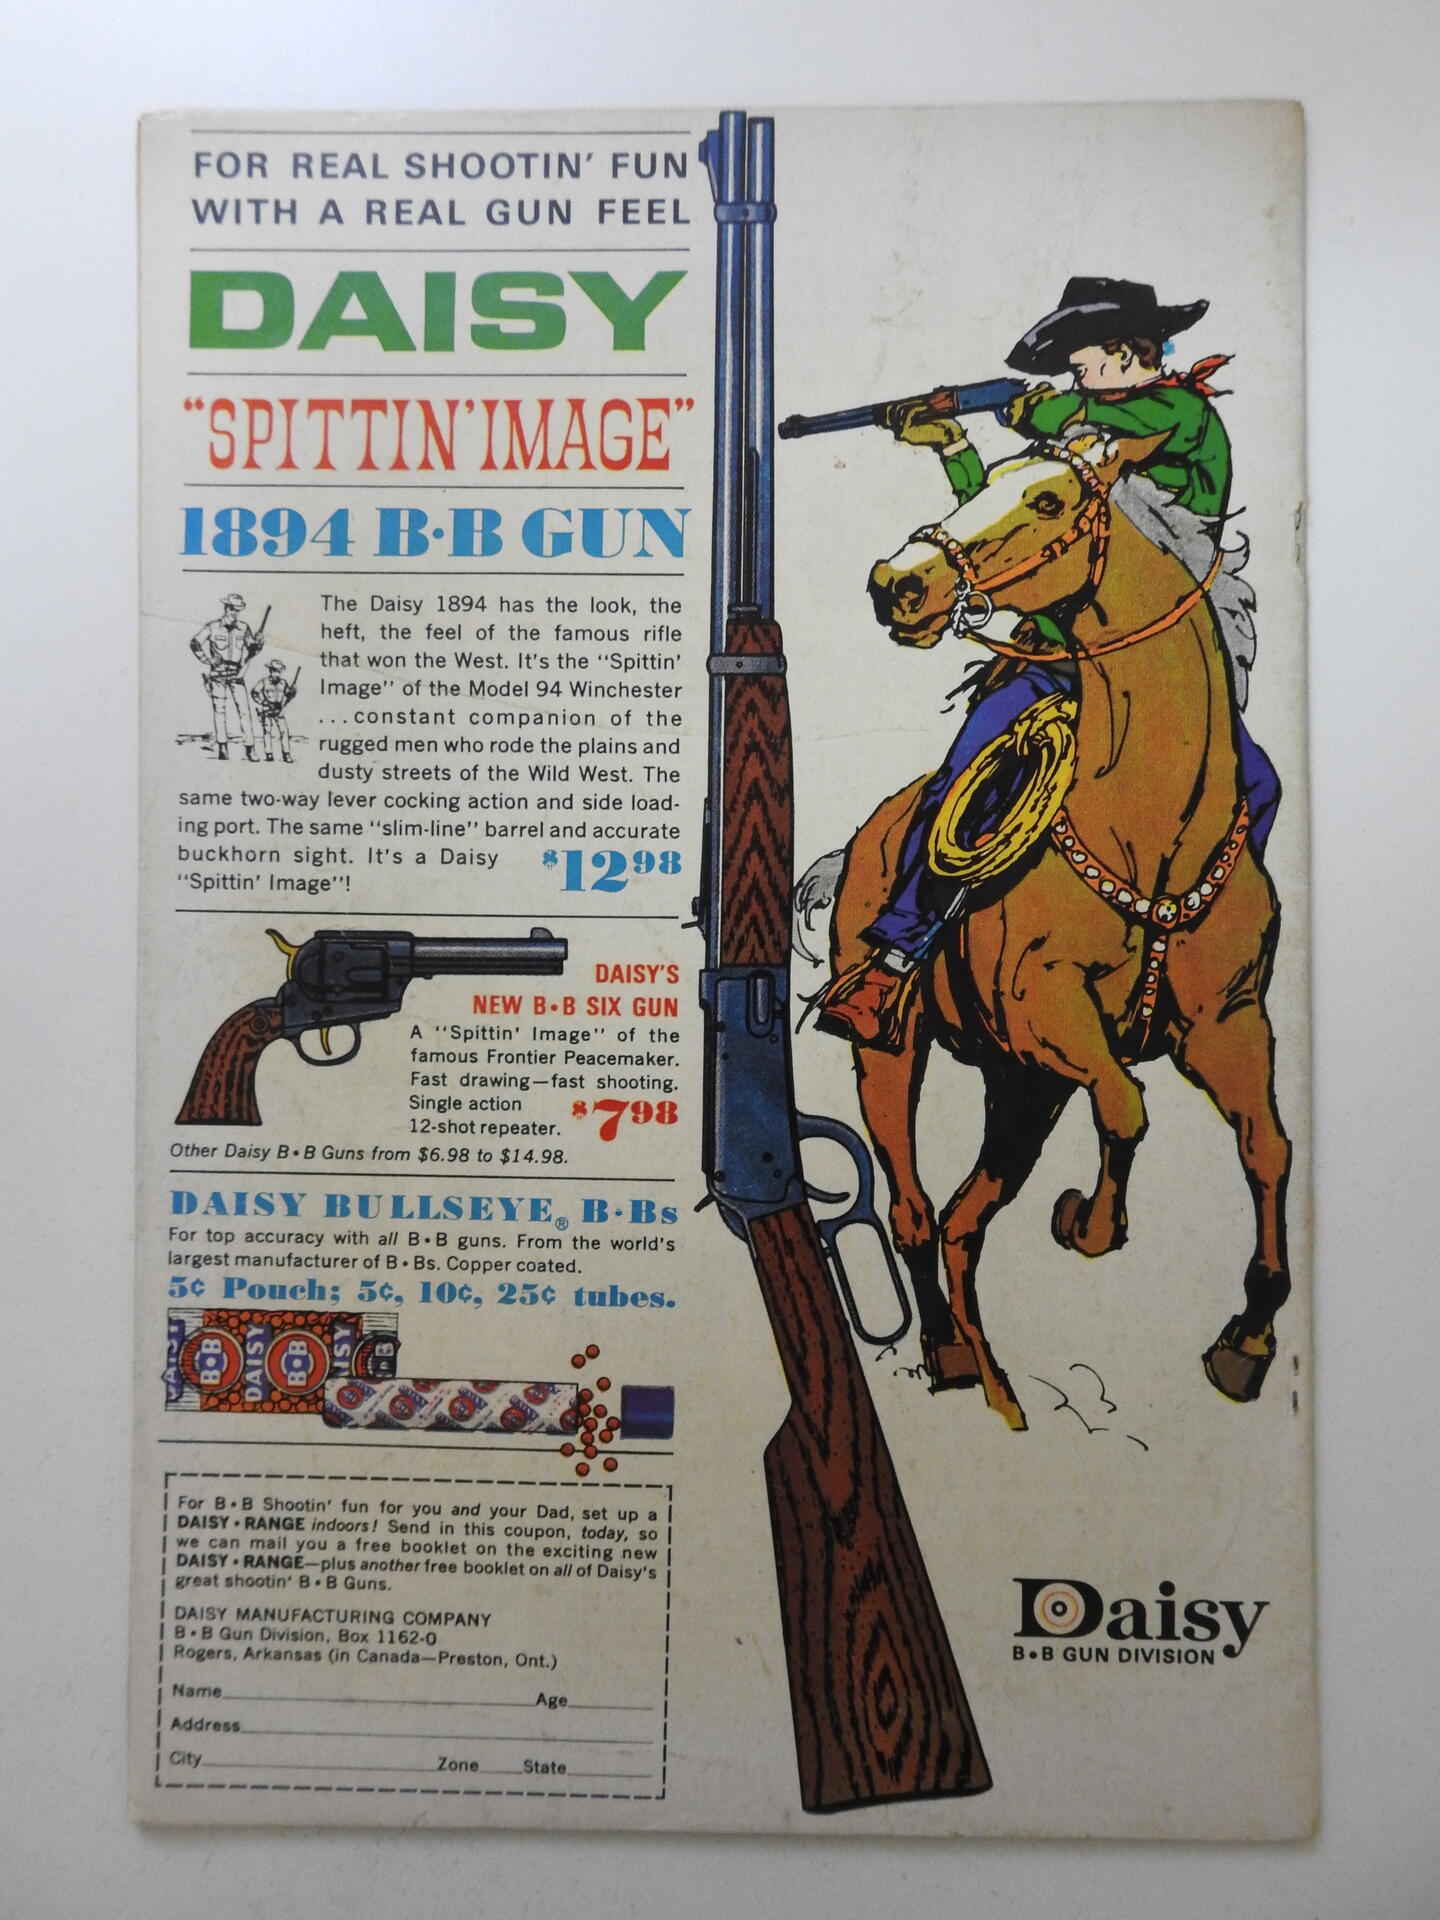 FOR REAL SHOOTIN' FUN
WITH A REAL GUN FEEL
DAISY
"SPITTIN' IMAGE"
1894 B•B GUN
The Daisy 1894 has the look, the
heft, the feel of the famous rifle
that won the West. It's the "Spittin'
Image" of the Model 94 Winchester
...constant companion of the
rugged men who rode the plains and
dusty streets of the Wild West. The
same two-way lever cocking action and side load-
ing port. The same "slim-line" barrel and accurate
buckhorn sight. It's a Daisy
"Spittin' Image"!
$12 98
DAISY'S
NEW B•B SIX GUN
A "Spittin' Image" of the
famous Frontier Peacemaker.
Fast drawing—fast shooting.
Single action
12-shot repeater.
$7 98
Other Daisy B•B Guns from $6.98 to $14.98.
DAISY BULLSEYE® B•Bs
For top accuracy with all B•B guns. From the world's
largest manufacturer of B•Bs. Copper coated.
5¢ Pouch; 5¢, 10¢, 25¢ tubes.
DAISY B•B DAISY B•B DAISY B•B
For B•B Shootin' fun for you and your Dad, set up a
DAISY•RANGE indoors! Send in this coupon, today, so
we can mail you a free booklet on the exciting new
DAISY•RANGE—plus another free booklet on all of Daisy's
great shootin' B•B Guns.
DAISY MANUFACTURING COMPANY
B•B Gun Division, Box 1162-O
Rogers, Arkansas (in Canada—Preston, Ont.)
Name Age
Address
City Zone State
Daisy
B•B GUN DIVISION